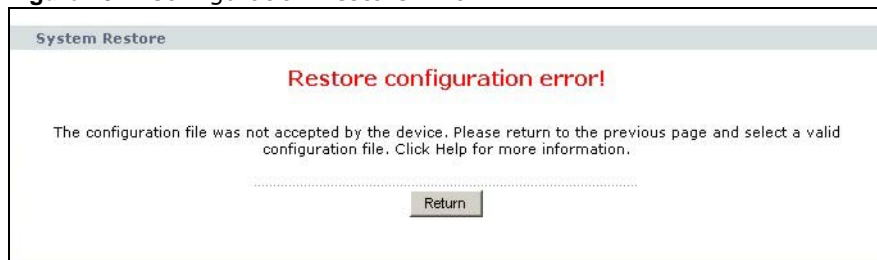 System Restore
Restore configuration error!
The configuration file was not accepted by the device. Please return to the previous page and select a valid
configuration file. Click Help for more information.
Return